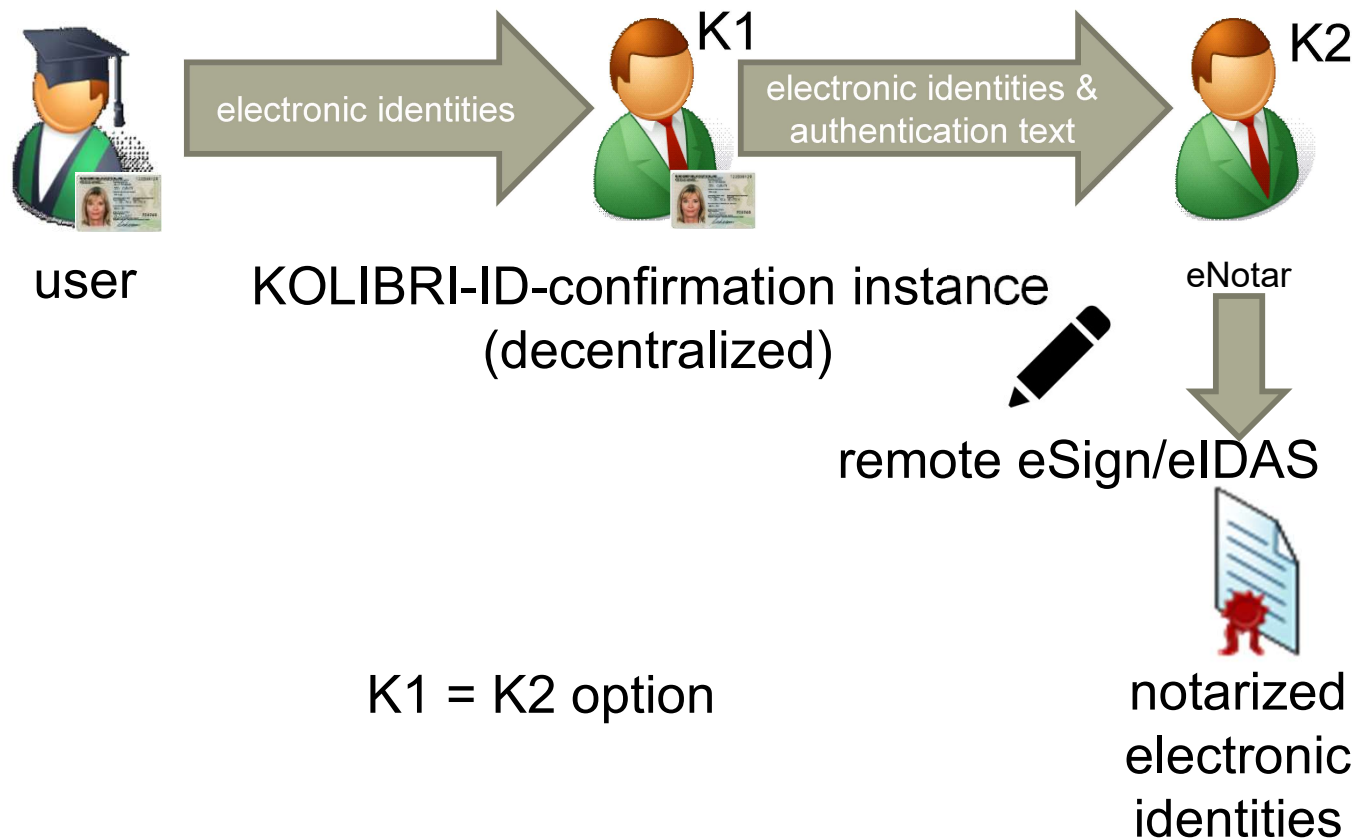 K1
K2
electronic identities
electronic identities &
authentication text
user
KOLIBRI-ID-confirmation instance
(decentralized)
eNotar
remote eSign/eIDAS
K1 = K2 option
notarized
electronic
identities